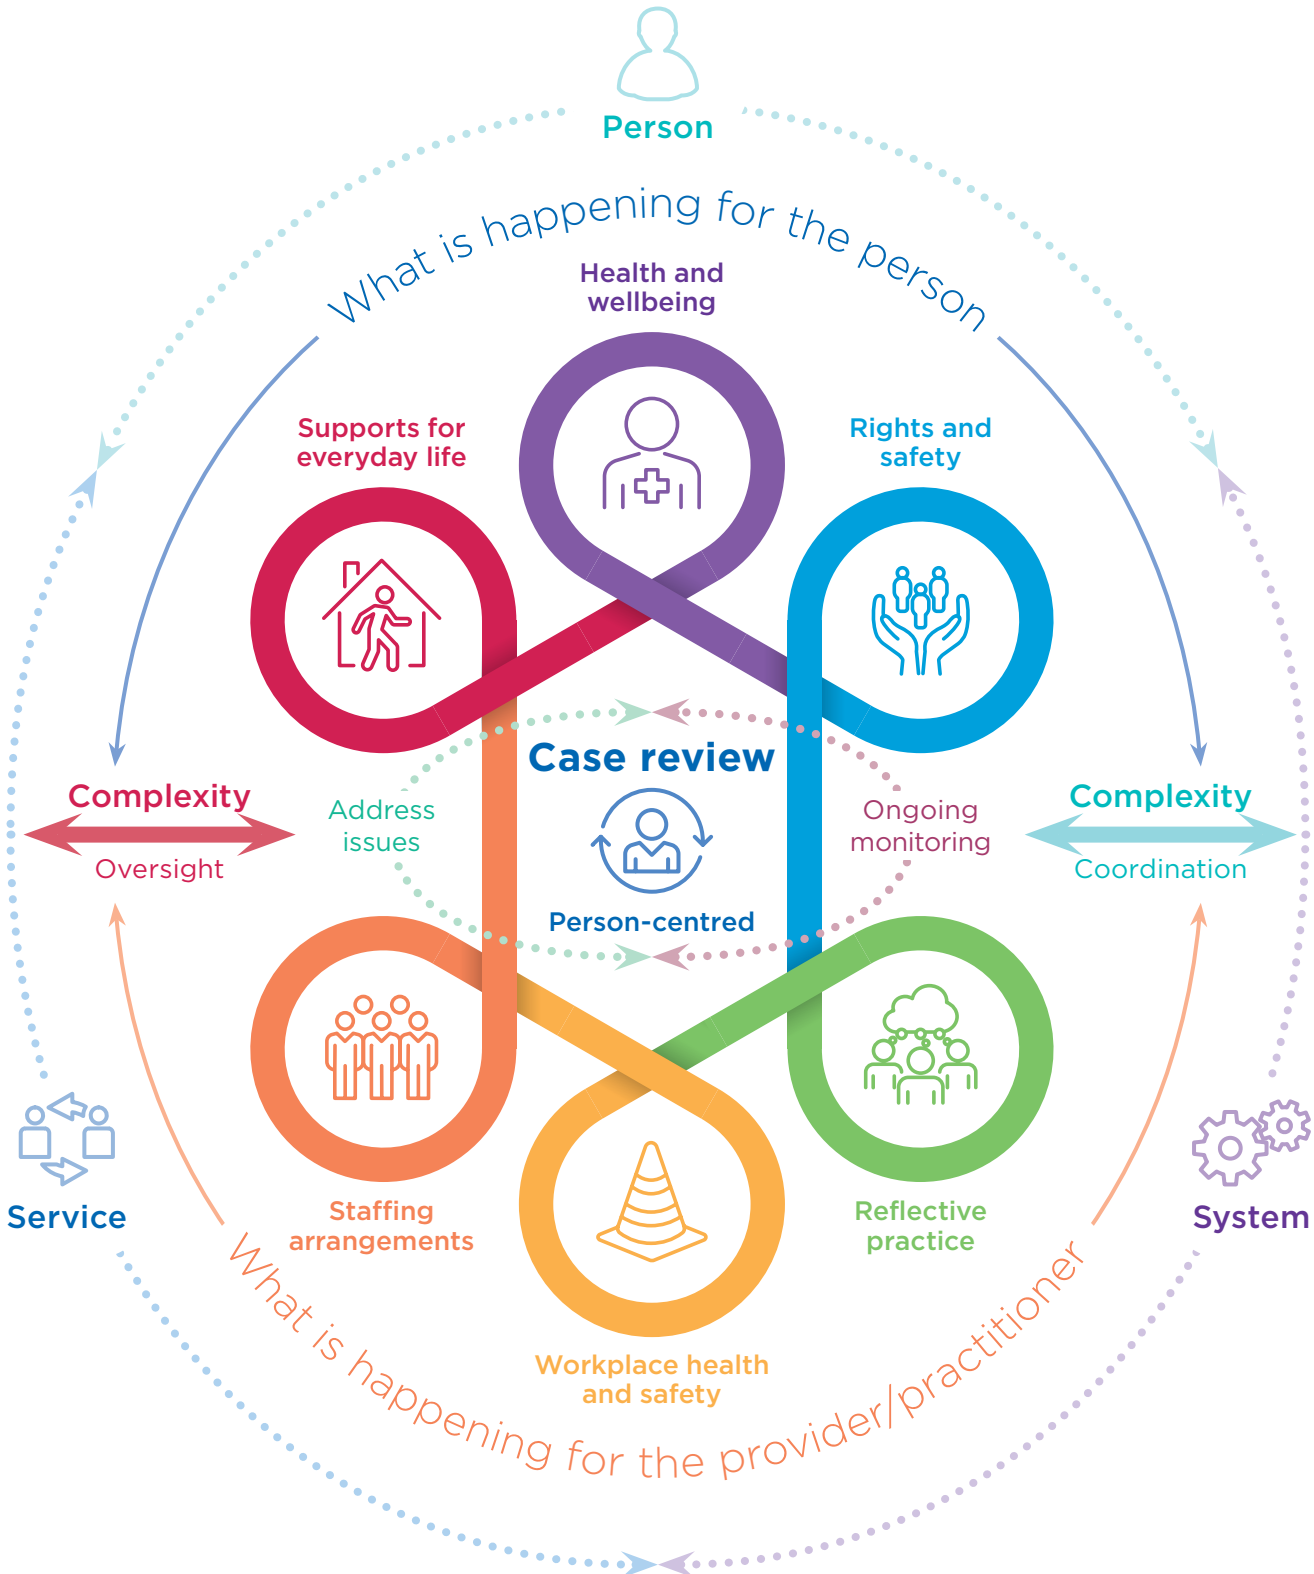 Person
What is happening for the person
Health and
wellbeing
Supports for
everyday life
Rights and
safety
Case review
Complexity
Oversight
Address
issues
Ongoing
monitoring
Complexity
Coordination
Person-centred
Service
System
Staffing
arrangements
Reflective
practice
Workplace health
and safety
What is happening for the provider/practitioner